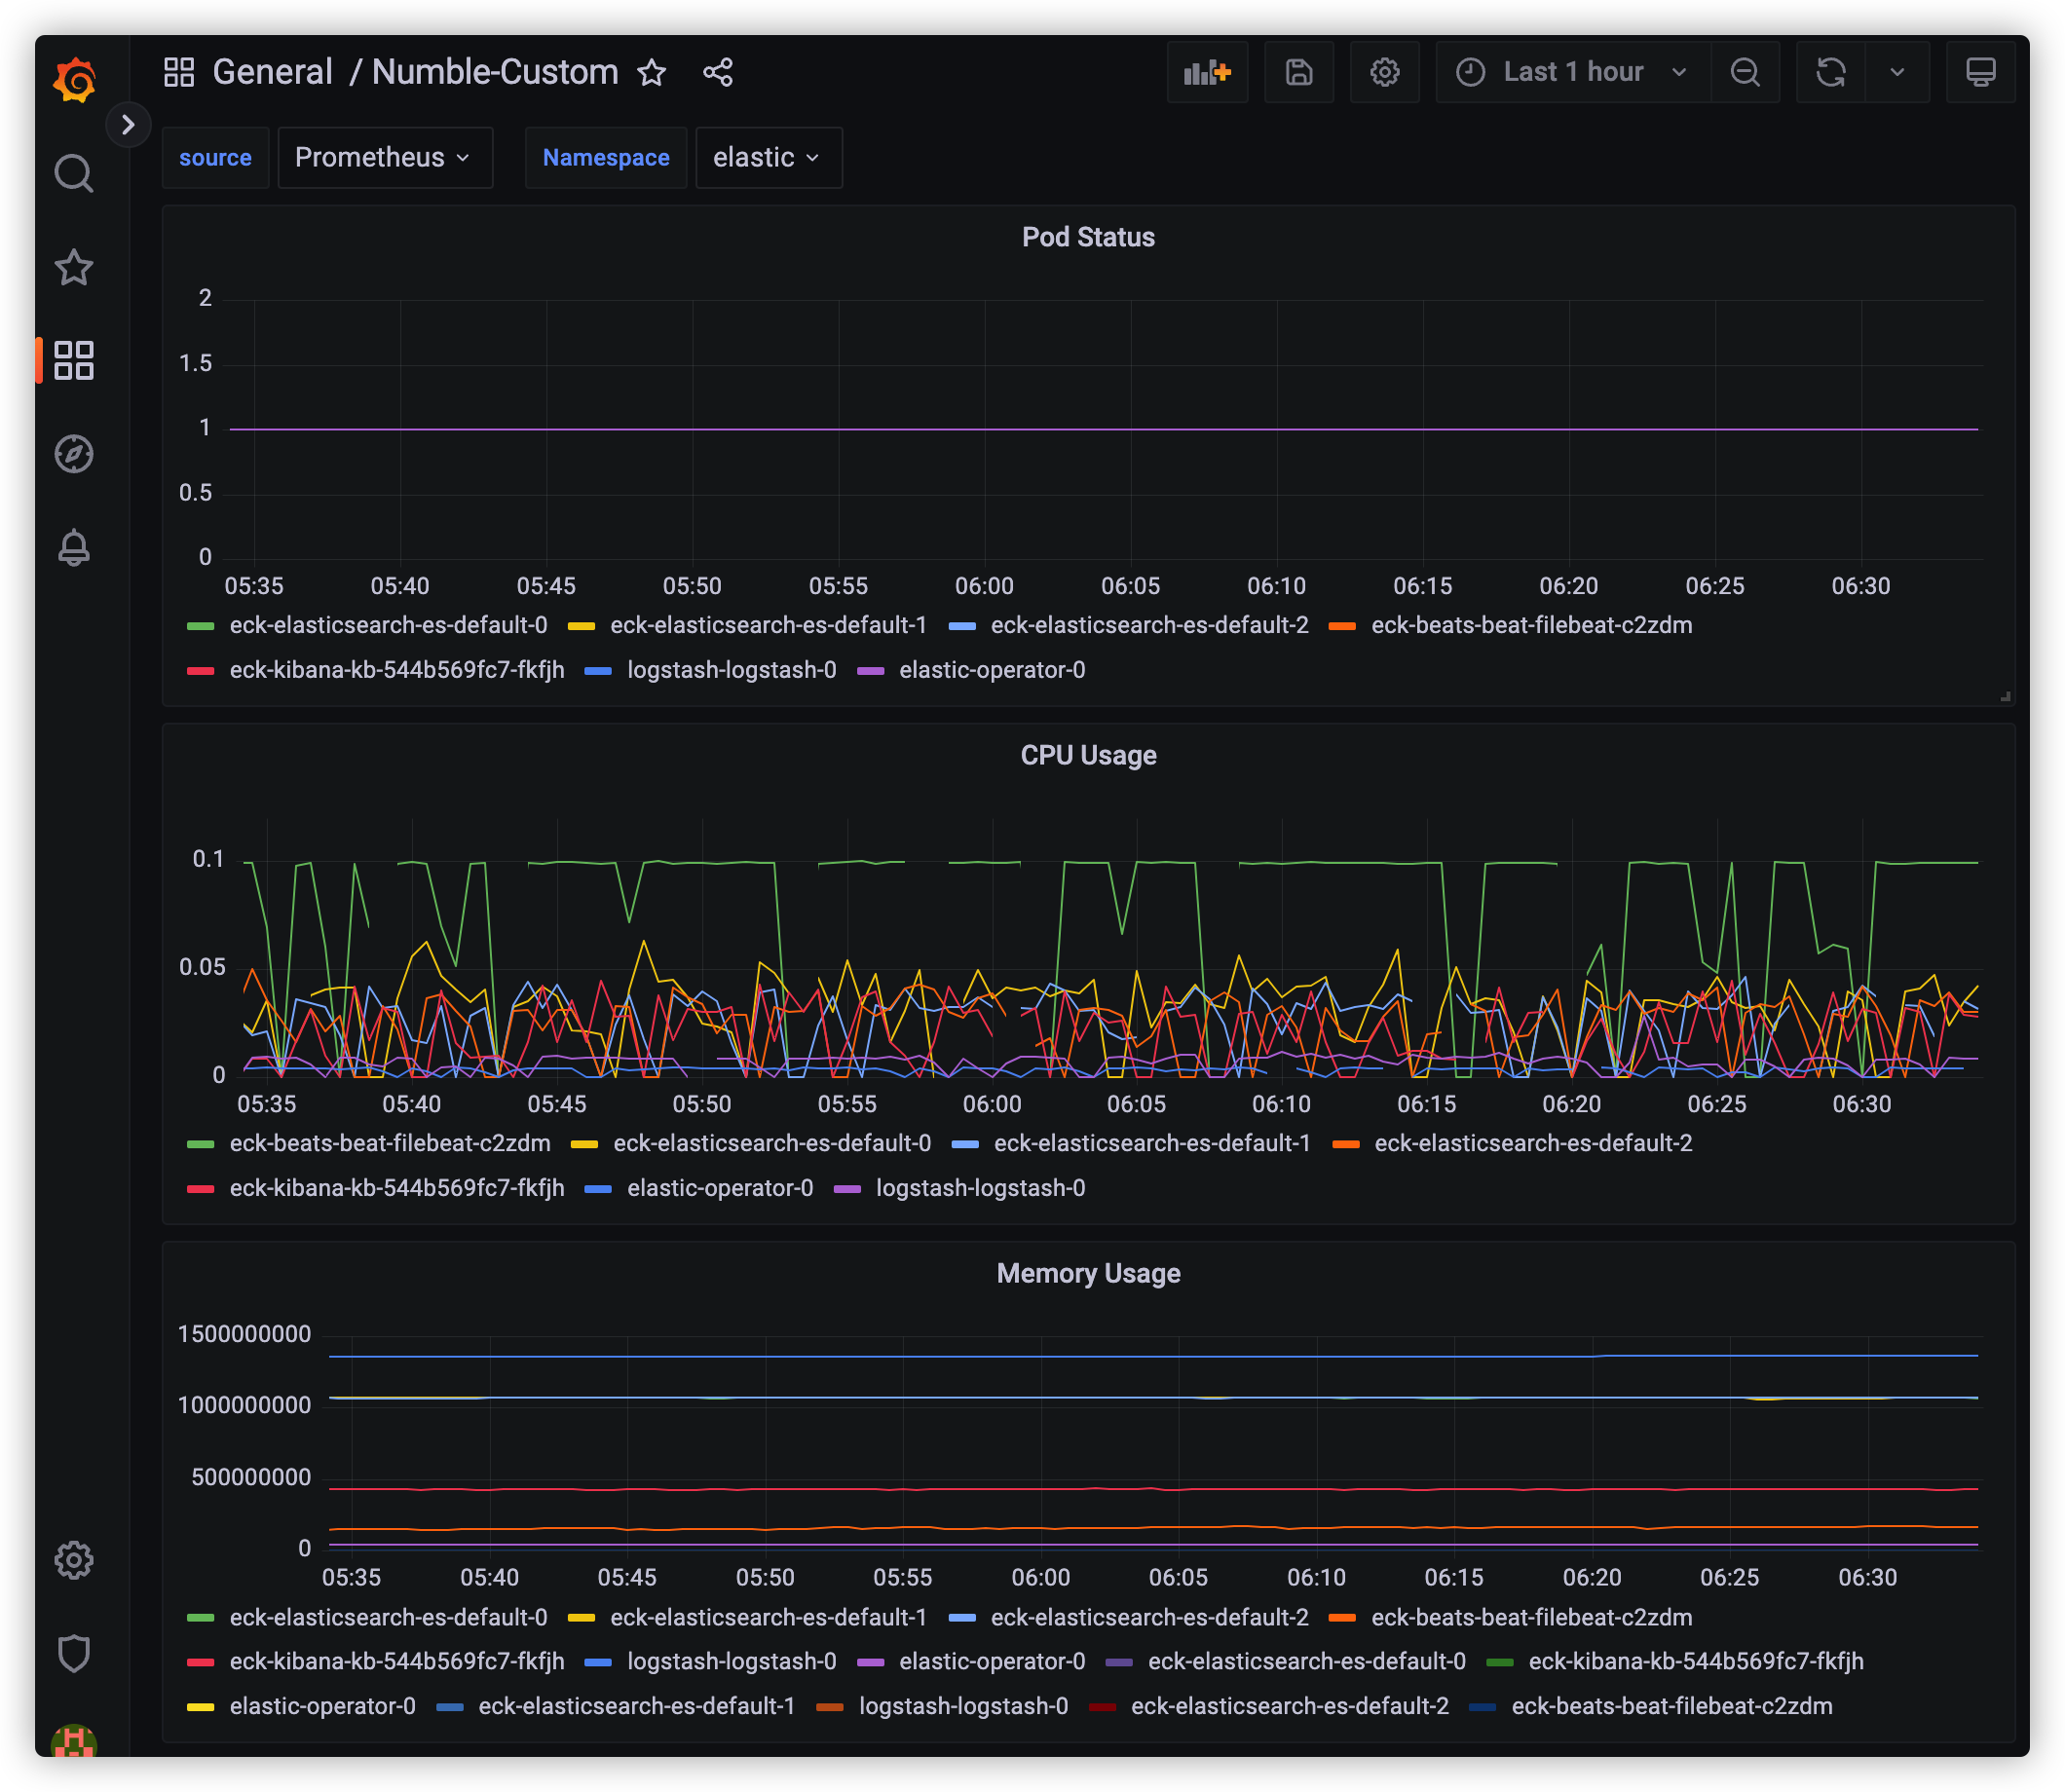 General / Numble-Custom
Last 1 hour
source Prometheus Namespace elastic
Pod Status
2
1.5
1
0.5
0
05:35 05:40 05:45 05:50 05:55 06:00 06:05 06:10 06:15 06:20 06:25 06:30
eck-elasticsearch-es-default-0 eck-elasticsearch-es-default-1 eck-elasticsearch-es-default-2 eck-beats-beat-filebeat-c2zdm
eck-kibana-kb-544b569fc7-fkfjh logstash-logstash-0 elastic-operator-0
CPU Usage
0.1
0.05
0
05:35 05:40 05:45 05:50 05:55 06:00 06:05 06:10 06:15 06:20 06:25 06:30
eck-beats-beat-filebeat-c2zdm eck-elasticsearch-es-default-0 eck-elasticsearch-es-default-1 eck-elasticsearch-es-default-2
eck-kibana-kb-544b569fc7-fkfjh elastic-operator-0 logstash-logstash-0
Memory Usage
1500000000
1000000000
500000000
0
05:35 05:40 05:45 05:50 05:55 06:00 06:05 06:10 06:15 06:20 06:25 06:30
eck-elasticsearch-es-default-0 eck-elasticsearch-es-default-1 eck-elasticsearch-es-default-2 eck-beats-beat-filebeat-c2zdm
eck-kibana-kb-544b569fc7-fkfjh logstash-logstash-0 elastic-operator-0 eck-elasticsearch-es-default-0 eck-kibana-kb-544b569fc7-fkfjh
elastic-operator-0 eck-elasticsearch-es-default-1 logstash-logstash-0 eck-elasticsearch-es-default-2 eck-beats-beat-filebeat-c2zdm